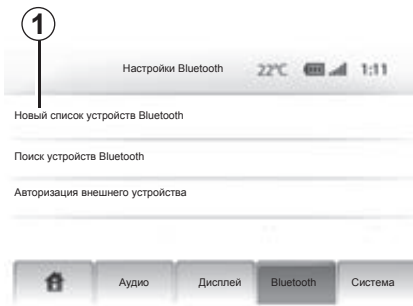 1
Настройки Bluetooth 22°C 1:11
Новый список устройств Bluetooth
Поиск устройств Bluetooth
Авторизация внешнего устройства
Аудио Дисплей Bluetooth Система